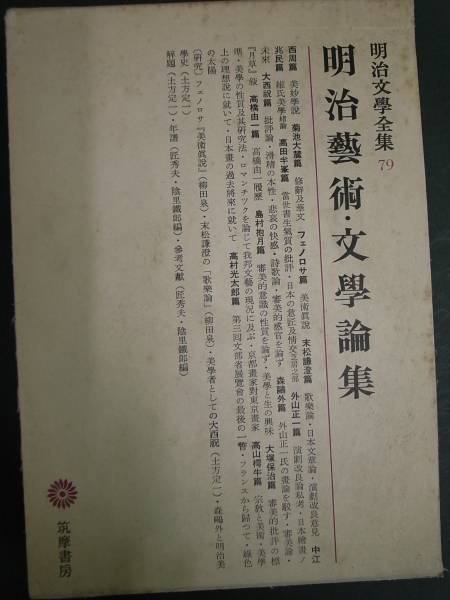 明治文學全集 79
明治藝術・文學論集
西周篇 美妙學說 菊池大麓篇 修辭及華文 フェノロサ篇 美術眞說 末松謙澄篇 歌樂論・日本文章論・演劇改良意見 中江
兆民篇 維氏美學緖論 高田半峯篇 當世書生氣質の批評・日本の意匠及情交 外山正一篇 演劇改良論私考・日本繪畫ノ
未來 大西祝篇 批評論・滑稽の本性・悲哀の快感・詩歌論・審美的感官を論ず 森鷗外篇 外山正一氏の畫論を駁す・審美論・
『月草』敍 高橋由一篇 高橋由一履歷 島村抱月篇 審美的意識の性質を論ず・美學と生の興味 大塚保治篇 審美的批評の標
準・美學の性質及其硏究法・ロマンチックを論じて我邦文藝の現況に及ぶ・京都畫家對東京畫家 高山樗牛篇 宗敎と美術・美學
上の理想說に就いて・日本畫の過去將來に就いて 高村光太郞篇 第三回文部省展覽會の最後の一瞥・フランスから歸つて・綠色
の太陽
〔硏究〕フェノロサ『美術眞說』（柳田泉）・末松謙澄の「歌樂論」（柳田泉）・美學者としての大西祝（土方定一）・森鷗外と明治美
學史（土方定一）
解題（土方定一）・年譜（匠秀夫・陰里鐵郞編）・參考文獻（匠秀夫・陰里鐵郞編）
筑摩書房